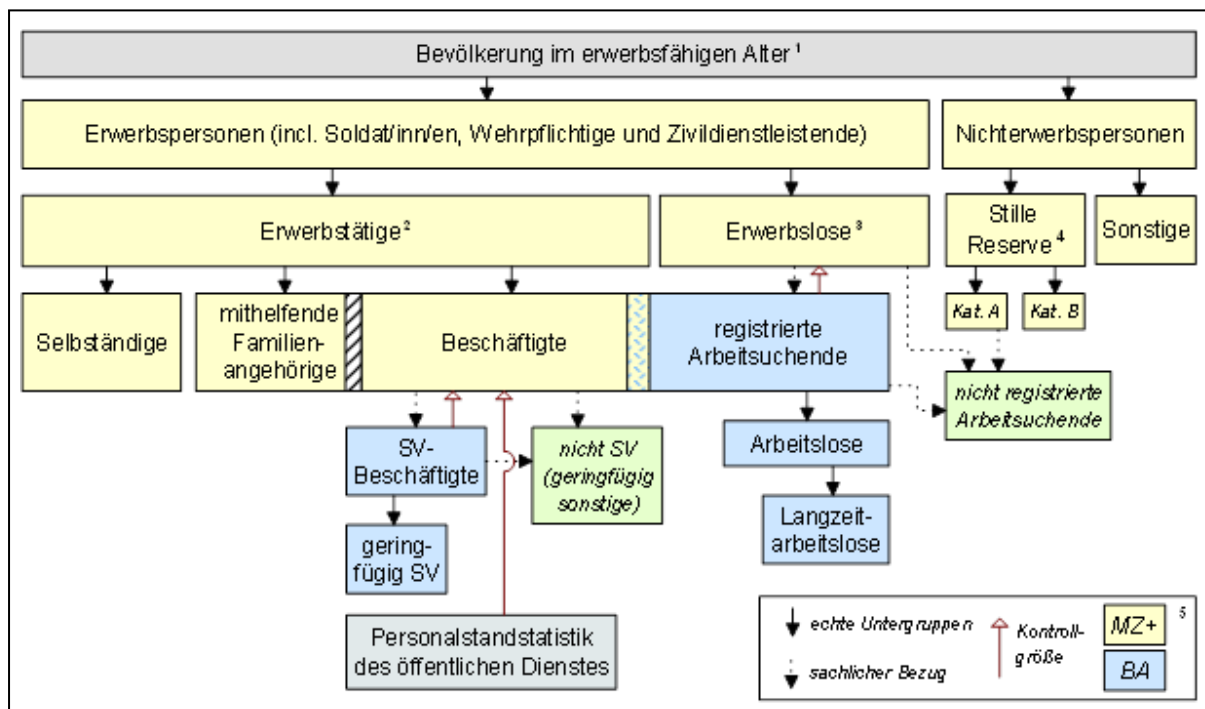 Bevölkerung im erwerbsfähigen Alter ¹
Erwerbspersonen (incl. Soldat/inn/en, Wehrpflichtige und Zivildienstleistende)
Nichterwerbspersonen
Erwerbstätige ²
Erwerbslose ³
Stille
Reserve ⁴
Sonstige
Kat. A
Kat. B
Selbständige
mithelfende
Familien-
angehörige
Beschäftigte
registrierte
Arbeitsuchende
nicht registrierte
Arbeitsuchende
SV-
Beschäftigte
nicht SV
(geringfügig
sonstige)
Arbeitslose
Langzeit-
arbeitslose
gering-
fügig SV
Personalstandstatistik
des öffentlichen Dienstes
echte Untergruppen
sachlicher Bezug
Kontroll-
größe
MZ+ ⁵
BA